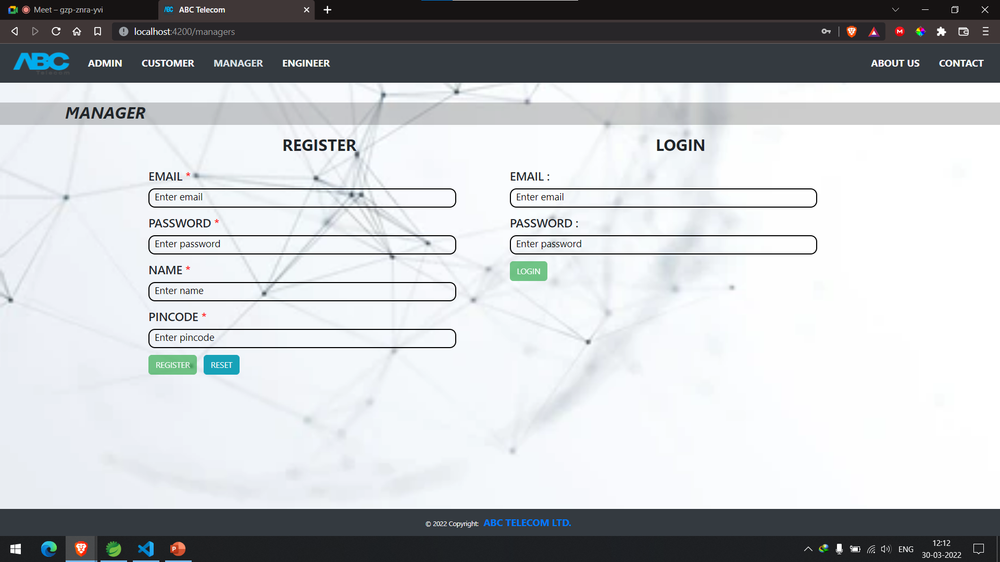 Meet – gzp-znra-yvi
ABC ABC Telecom
localhost:4200/managers
M
ABC
Telecom
ADMIN CUSTOMER MANAGER ENGINEER ABOUT US CONTACT
MANAGER
REGISTER
EMAIL *
Enter email
PASSWORD *
Enter password
NAME *
Enter name
PINCODE *
Enter pincode
REGISTER RESET
LOGIN
EMAIL :
Enter email
PASSWORD :
Enter password
LOGIN
© 2022 Copyright: ABC TELECOM LTD.
P
ENG
12:12
30-03-2022